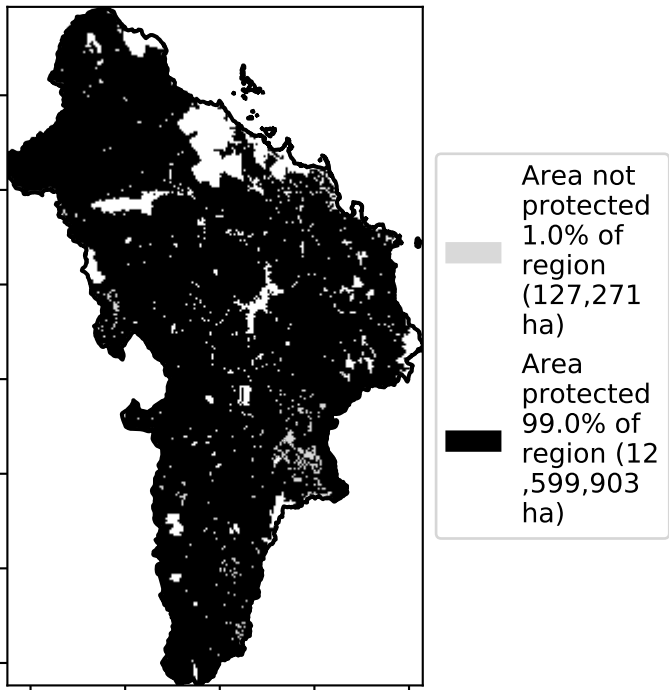 Area not
protected
1.0% of
region
(127,271
ha)
Area
protected
99.0% of
region (12
,599,903
ha)